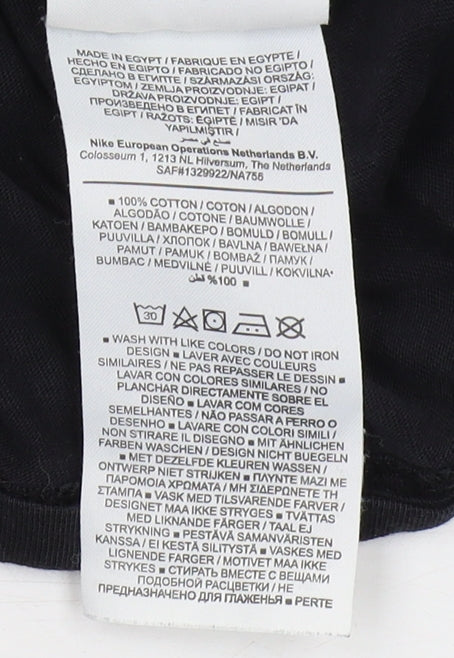 MADE IN EGYPT / FABRIQUE EN EGYPTE /
HECHO EN EGIPTO / FABRICADO NO EGIPTO /
СДЕЛАНО В ЕГИПТЕ / SZÁRMAZÁSI ORSZÁG:
EGYIPTOM / ZEMLJA PROIZVODNJE: EGIPAT /
DRŽAVA PROIZVODNJE: EGIPT /
ПРОИЗВЕДЕНО В ЕГИПЕТ / FABRICAT ÎN
EGIPT / RAŽOTS: ĒĢIPTĒ / MISIR 'DA
YAPILMIŞTIR /
صنع في مصر
Nike European Operations Netherlands B.V.
Colosseum 1, 1213 NL Hilversum, The Netherlands
SAF#1329922/NA756
■ 100% COTTON / COTON / ALGODON /
ALGODÃO / COTONE / BAUMWOLLE /
KATOEN / ΒΑΜΒΑΚΕΡΟ / BOMULD / BOMULL /
PUUVILLA / ХЛОПОК / BAVLNA / BAWEŁNA /
PAMUT / PAMUK / BOMBAŽ / ПАМУК /
BUMBAC / MEDVILNĖ / PUUVILL / KOKVILNA•
%100 قطن ■
30
■ WASH WITH LIKE COLORS / DO NOT IRON
DESIGN ■ LAVER AVEC COULEURS
SIMILAIRES / NE PAS REPASSER LE DESSIN ■
LAVAR CON COLORES SIMILARES / NO
PLANCHAR DIRECTAMENTE SOBRE EL
DISEÑO ■ LAVAR COM CORES
SEMELHANTES / NÃO PASSAR A FERRO O
DESENHO ■ LAVARE CON COLORI SIMILI /
NON STIRARE IL DISEGNO ■ MIT ÄHNLICHEN
FARBEN WASCHEN / DESIGN NICHT BUEGELN
■ MET DEZELFDE KLEUREN WASSEN /
ONTWERP NIET STRIJKEN ■ ΠΛΥΝΤΕ ΜΑΖΙ ΜΕ
ΠΑΡΟΜΟΙΑ ΧΡΩΜΑΤΑ / ΜΗ ΣΙΔΕΡΩΝΕΤΕ ΤΗ
ΣΤΑΜΠΑ ■ VASK MED TILSVARENDE FARVER /
DESIGNET MAA IKKE STRYGES ■ TVÄTTAS
MED LIKNANDE FÄRGER / TAAL EJ
STRYKNING ■ PESTÄVÄ SAMANVÄRISTEN
KANSSA / EI KESTÄ SILITYSTÄ ■ VASKES MED
LIGNENDE FARGER / MOTIVET MAA IKKE
STRYKES ■ СТИРАТЬ ВМЕСТЕ С ВЕЩАМИ
ПОДОБНОЙ РАСЦВЕТКИ / НЕ
ПРЕДНАЗНАЧЕНО ДЛЯ ГЛАЖЕНЬЯ ■ PERTE